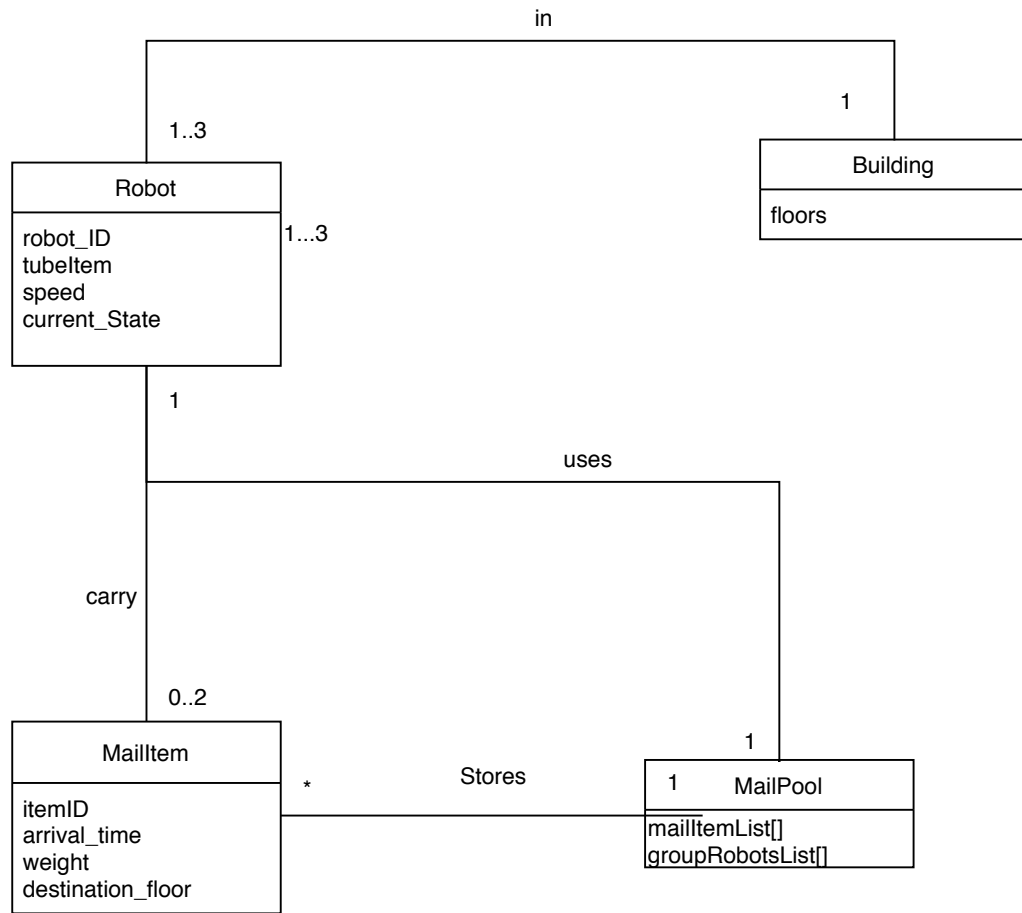 in
1
1..3
Building
Robot
floors
robot_ID
1...3
tubeItem
speed
current_State
1
uses
carry
0..2
1
MailItem
Stores
1
MailPool
*
itemID
mailItemList[]
arrival_time
groupRobotsList[]
weight
destination_floor